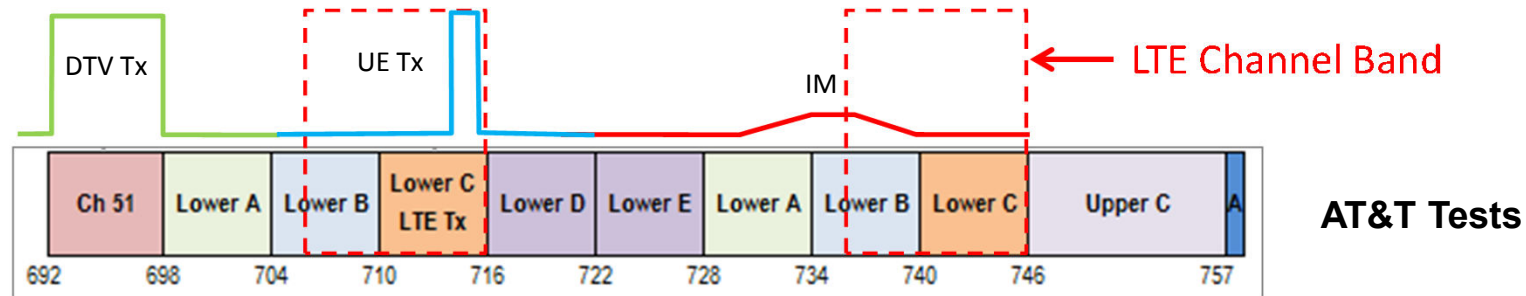 DTV Tx
UE Tx
IM
LTE Channel Band
Ch 51
Lower A
Lower B
Lower C
LTE Tx
Lower D
Lower E
Lower A
Lower B
Lower C
Upper C
A
AT&T Tests
692 698 704 710 716 722 728 734 740 746 757